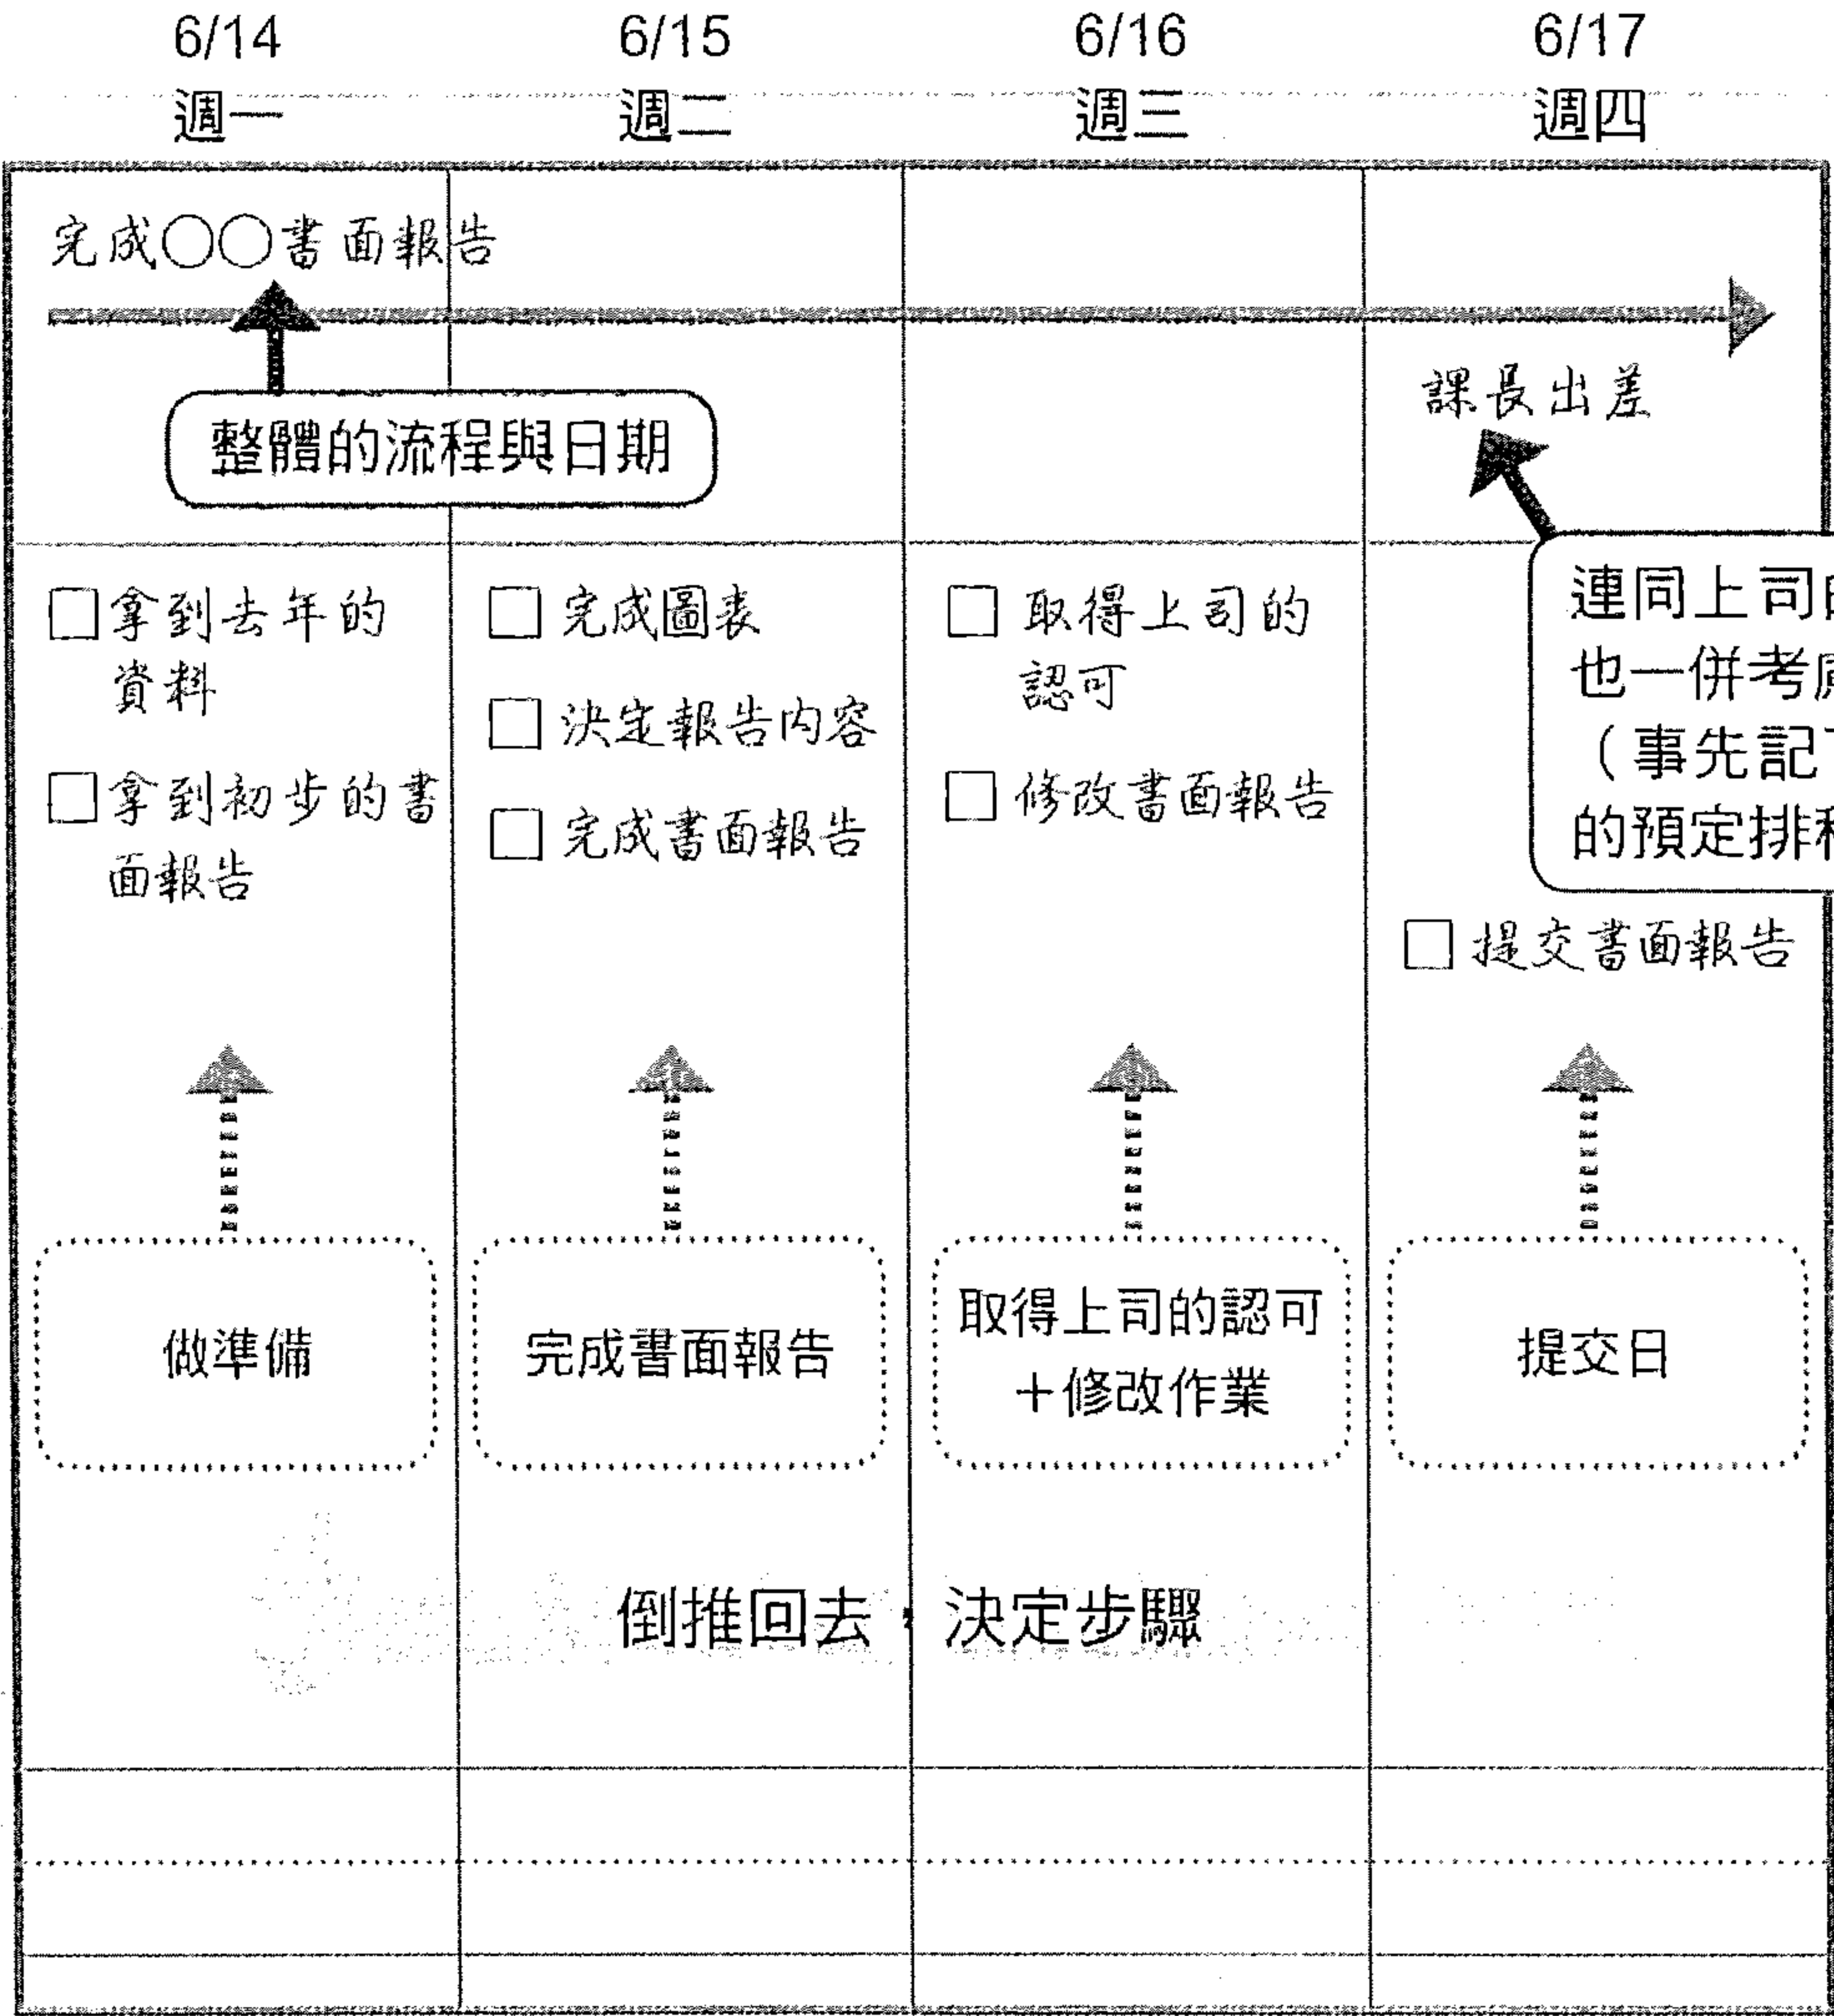 6/14 6/15 6/16 6/17
週一 週二 週三 週四
完成○○書面報告
整體的流程與日期
課長出差
連同上司
也一併考
（事先記
的預定排
□拿到去年的
資料
□拿到初步的書
面報告
□ 完成圖表
□ 決定報告內容
□ 完成書面報告
□ 取得上司的
認可
□ 修改書面報告
□ 提交書面報告
做準備
完成書面報告
取得上司的認可
＋修改作業
提交日
倒推回去，決定步驟